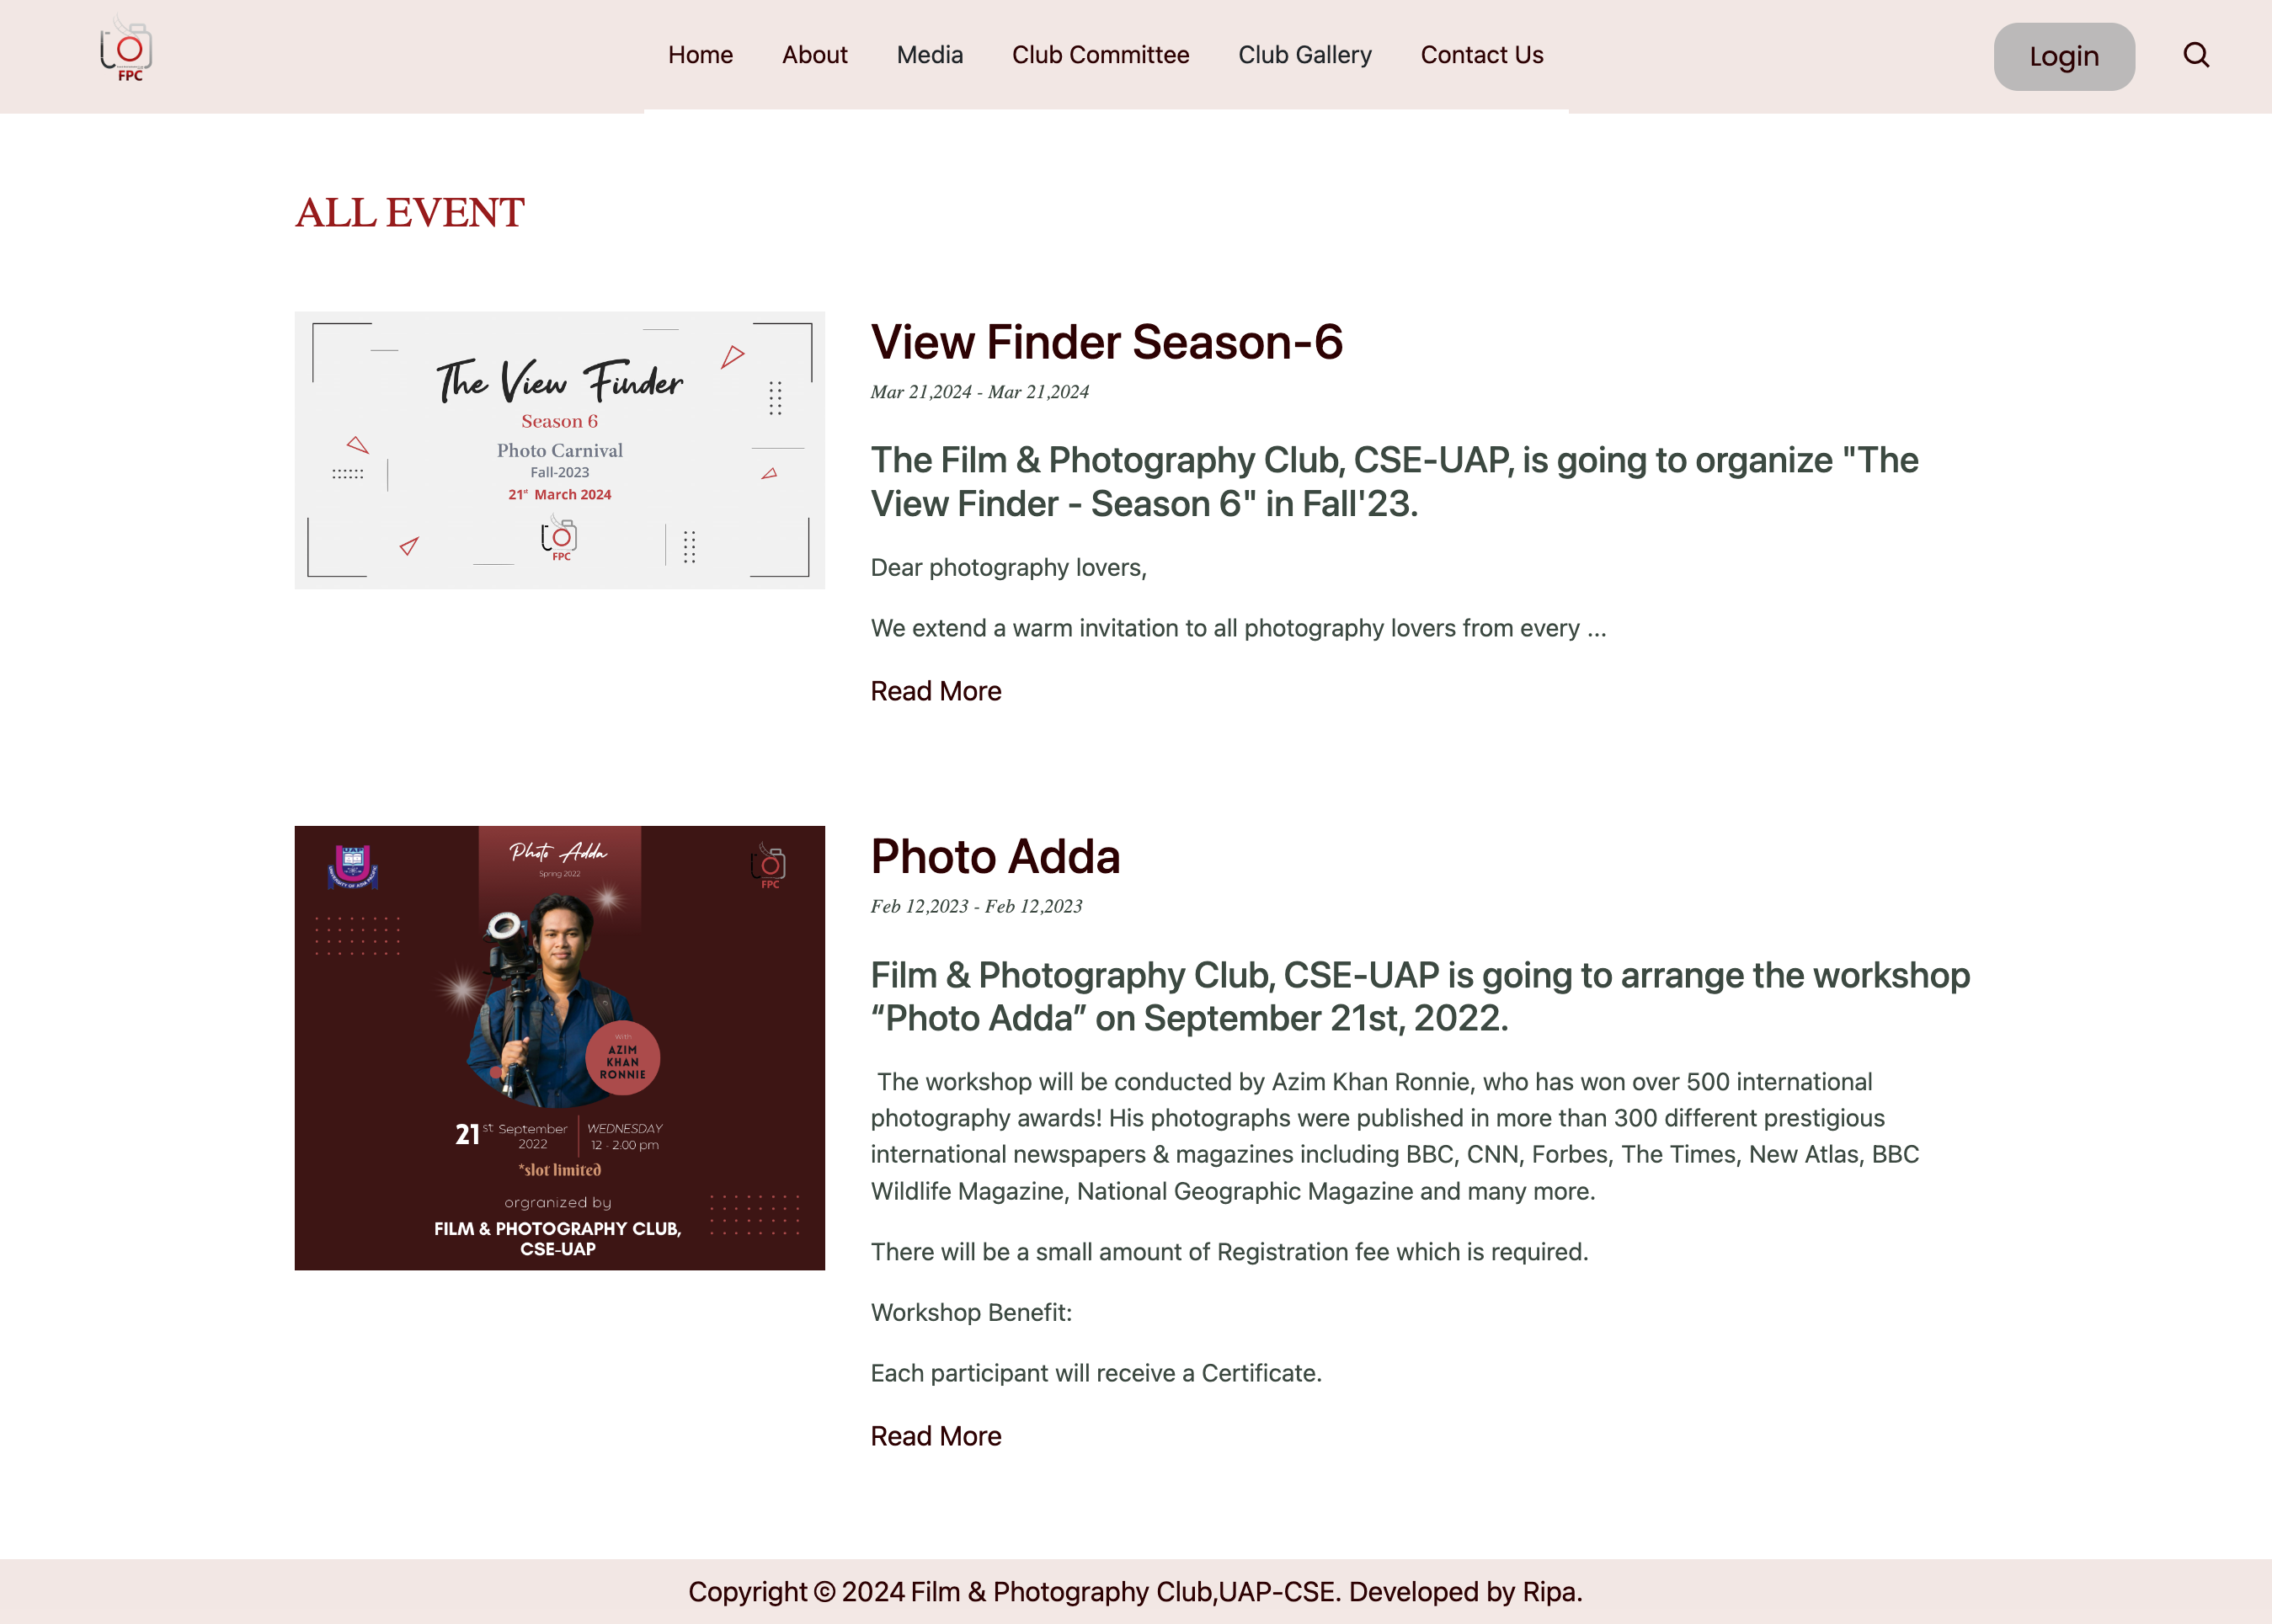 FPC
Home About Media Club Committee Club Gallery Contact Us
Login
ALL EVENT
The View Finder
Season 6
Photo Carnival
Fall-2023
21st March 2024
FPC
View Finder Season-6
Mar 21,2024 - Mar 21,2024
The Film & Photography Club, CSE-UAP, is going to organize "The
View Finder - Season 6" in Fall'23.
Dear photography lovers,
We extend a warm invitation to all photography lovers from every ...
Read More
UAP
UNIVERSITY OF ASIA PACIFIC
Photo Adda
Spring 2022
FPC
With
AZIM
KHAN
RONNIE
21st September
2022
WEDNESDAY
12 - 2.00 pm
*slot limited
orgranized by
FILM & PHOTOGRAPHY CLUB,
CSE-UAP
Photo Adda
Feb 12,2023 - Feb 12,2023
Film & Photography Club, CSE-UAP is going to arrange the workshop
“Photo Adda” on September 21st, 2022.
The workshop will be conducted by Azim Khan Ronnie, who has won over 500 international
photography awards! His photographs were published in more than 300 different prestigious
international newspapers & magazines including BBC, CNN, Forbes, The Times, New Atlas, BBC
Wildlife Magazine, National Geographic Magazine and many more.
There will be a small amount of Registration fee which is required.
Workshop Benefit:
Each participant will receive a Certificate.
Read More
Copyright © 2024 Film & Photography Club,UAP-CSE. Developed by Ripa.